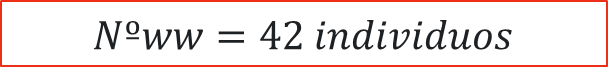 Nºww = 42 individuos